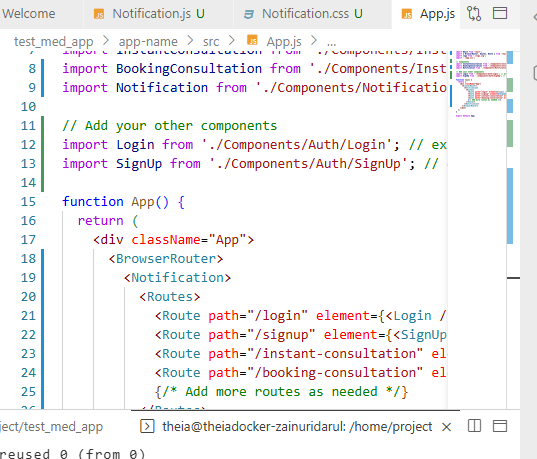 Welcome
JS Notification.js U
Notification.css U
JS App.js
test_med_app > app-name > src > JS App.js > ...
7 import InstantConsultation from './Components/Inst
8 import BookingConsultation from './Components/Inst
9 import Notification from './Components/Notificatio
10
11 // Add your other components
12 import Login from './Components/Auth/Login'; // ex
13 import SignUp from './Components/Auth/SignUp'; //
14
15 function App() {
16 return (
17 <div className="App">
18 <BrowserRouter>
19 <Notification>
20 <Routes>
21 <Route path="/login" element={<Login /
22 <Route path="/signup" element={<SignUp
23 <Route path="/instant-consultation" el
24 <Route path="/booking-consultation" el
25 {/* Add more routes as needed */}
26 </Routes>
ject/test_med_app
theia@theiadocker-zainuridarul: /home/project
reused 0 (from 0)